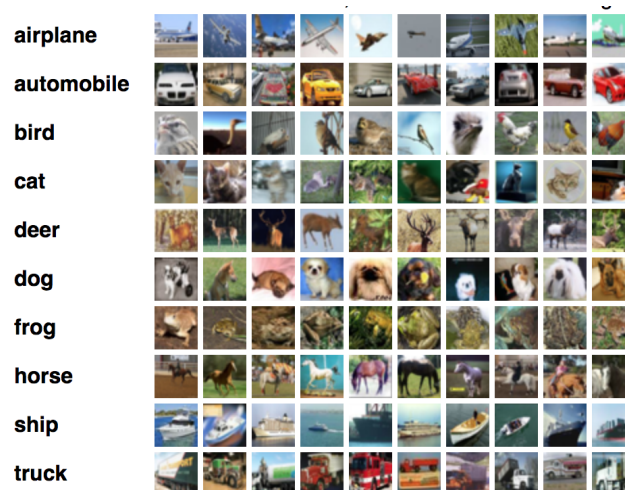 airplane
automobile
bird
cat
deer
dog
frog
horse
ship
truck